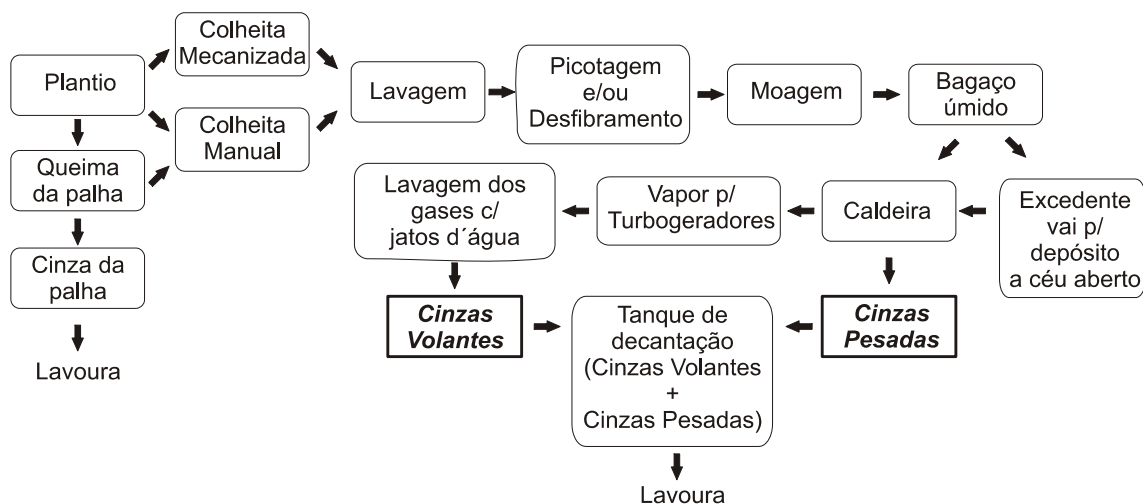 Plantio
Colheita
Mecanizada
Colheita
Manual
Queima
da palha
Cinza da
palha
Lavoura
Lavagem
Picotagem
e/ou
Desfibramento
Moagem
Bagaço
úmido
Excedente
vai p/
depósito
a céu aberto
Caldeira
Vapor p/
Turbogeradores
Lavagem dos
gases c/
jatos d´água
Cinzas
Volantes
Cinzas
Pesadas
Tanque de
decantação
(Cinzas Volantes
+
Cinzas Pesadas)
Lavoura